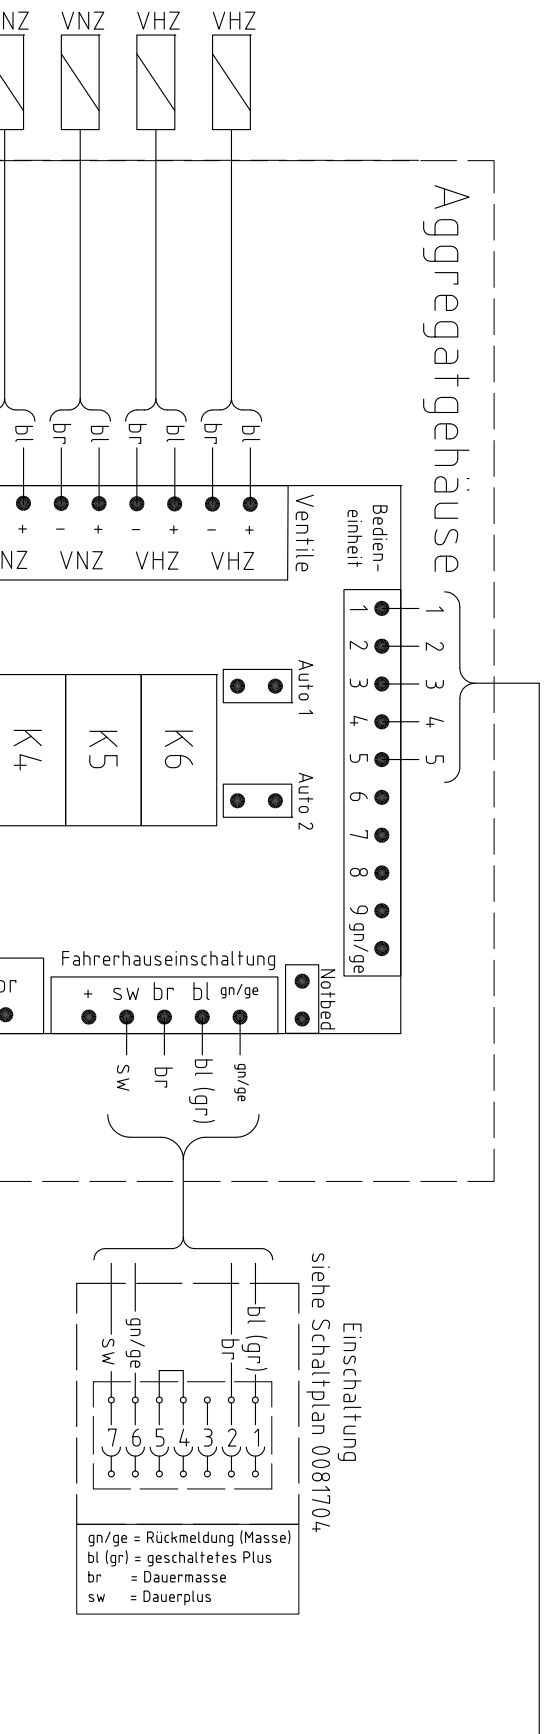 NZ VNZ VHZ VHZ
Aggregatgehäuse
bl br bl br bl br bl
+ - + - + - +
NZ VNZ VHZ VHZ
Ventile
Bedien-
einheit
1 2 3 4 5 6 7 8 9 gn/ge
1 2 3 4 5
Auto 1
Auto 2
K4 K5 K6
Fahrerhauseinschaltung
+ sw br bl gn/ge
Notbed
br
sw br bl (gr) gn/ge
Einschaltung
siehe Schaltplan 0081704
sw gn/ge br bl (gr)
7 6 5 4 3 2 1
gn/ge = Rückmeldung (Masse)
bl (gr) = geschaltetes Plus
br = Dauermasse
sw = Dauerplus